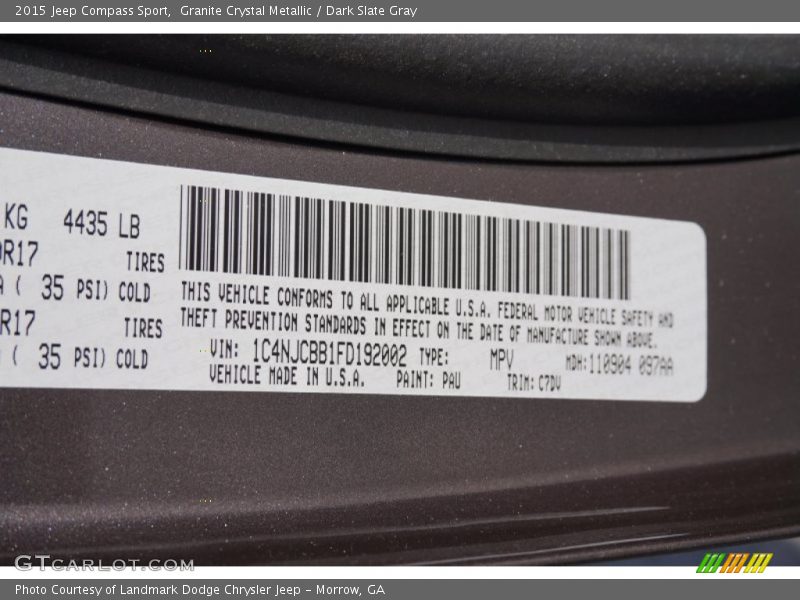 2015 Jeep Compass Sport,  Granite Crystal Metallic / Dark Slate Gray
KG 4435 LB
R17 TIRES
( 35 PSI) COLD
R17 TIRES
( 35 PSI) COLD
THIS VEHICLE CONFORMS TO ALL APPLICABLE U.S.A. FEDERAL MOTOR VEHICLE SAFETY AND
THEFT PREVENTION STANDARDS IN EFFECT ON THE DATE OF MANUFACTURE SHOWN ABOVE.
VIN: 1C4NJCBB1FD192002 TYPE: MPV MDH:110904 097AA
VEHICLE MADE IN U.S.A. PAINT: PAU TRIM: C7DV
GTCARLOT.COM
Photo Courtesy of Landmark Dodge Chrysler Jeep – Morrow, GA